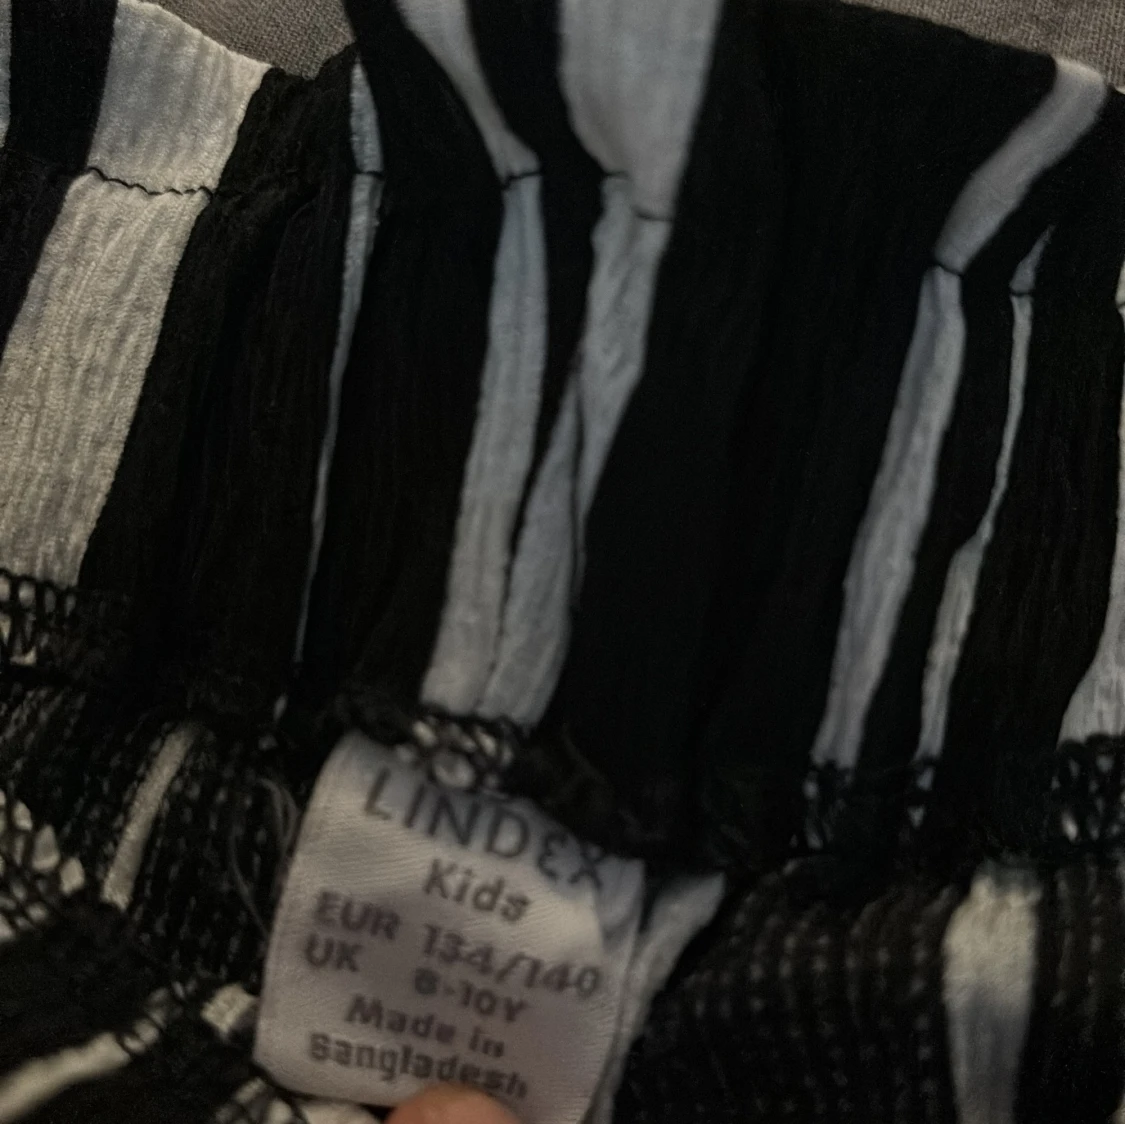 LINDEX
Kids
EUR 134/140
UK 8-10Y
Made in
Bangladesh